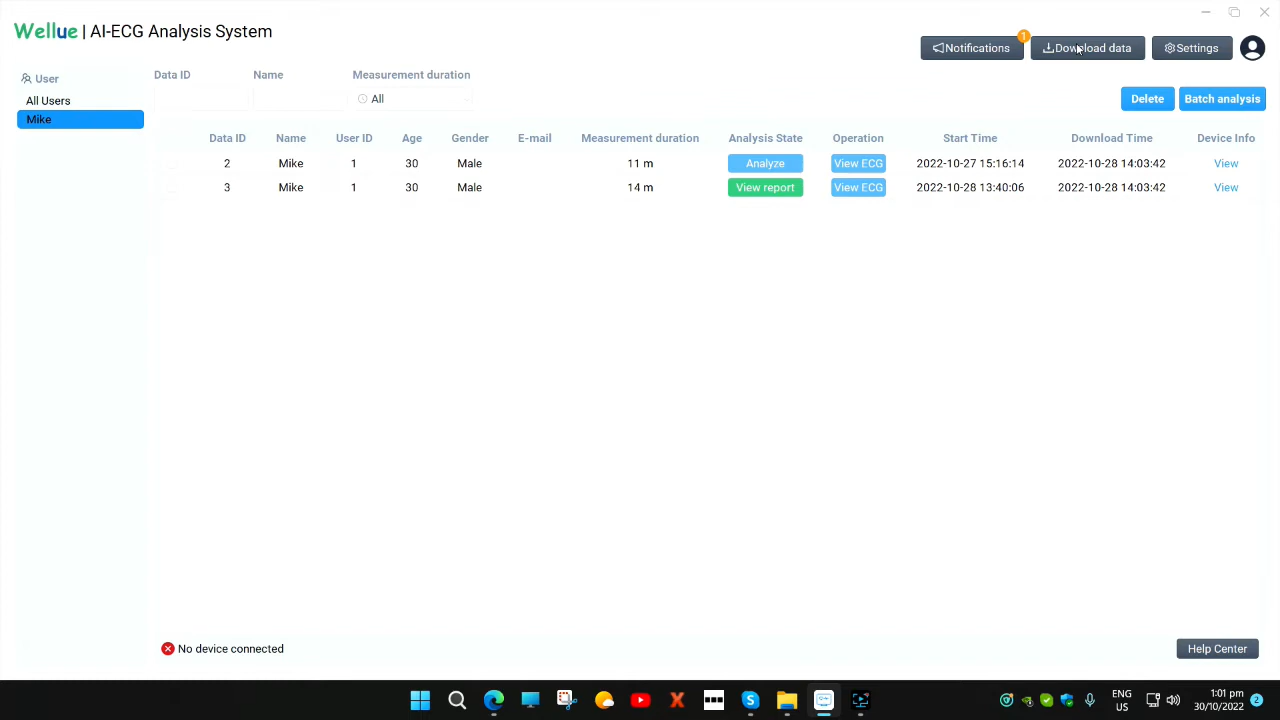 Wellue | AI-ECG Analysis System
1
Notifications Download data Settings
User
All Users
Mike
Data ID Name Measurement duration
All
Delete Batch analysis
Data ID Name User ID Age Gender E-mail Measurement duration Analysis State Operation Start Time Download Time Device Info
2 Mike 1 30 Male 11 m Analyze View ECG 2022-10-27 15:16:14 2022-10-28 14:03:42 View
3 Mike 1 30 Male 14 m View report View ECG 2022-10-28 13:40:06 2022-10-28 14:03:42 View
No device connected
Help Center
ENG
US
1:01 pm
30/10/2022
2